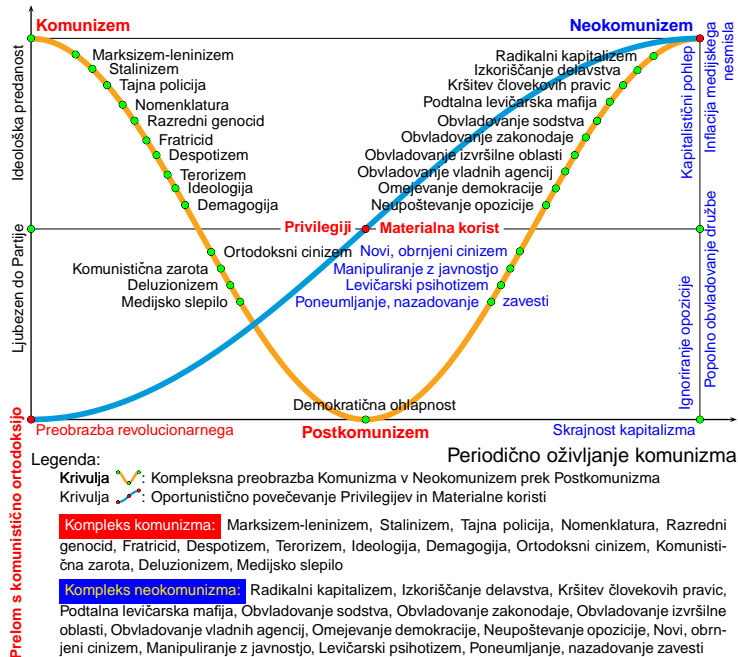 Komunizem
Neokomunizem
Marksizem-leninizem
Stalinizem
Tajna policija
Nomenklatura
Razredni genocid
Fratricid
Despotizem
Terorizem
Ideologija
Demagogija
Radikalni kapitalizem
Izkoriščanje delavstva
Kršitev človekovih pravic
Podtalna levičarska mafija
Obvladovanje sodstva
Obvladovanje zakonodaje
Obvladovanje izvršilne oblasti
Obvladovanje vladnih agencij
Omejevanje demokracije
Neupoštevanje opozicije
Privilegiji
Materialna korist
Ortodoksni cinizem
Komunistična zarota
Deluzionizem
Medijsko slepilo
Novi, obrnjeni cinizem
Manipuliranje z javnostjo
Levičarski psihotizem
Poneumljanje, nazadovanje zavesti
Demokratična ohlapnost
Ideološka predanost
Ljubezen do Partije
Kapitalistični pohlep
Inflacija medijskega
nesmisla
Ignoriranje opozicije
Popolno obvladovanje družbe
Preobrazba revolucionarnega
Postkomunizem
Skrajnost kapitalizma
Periodično oživljanje komunizma
Prelom s komunistično ortodoksijo
Legenda:
Krivulja : Kompleksna preobrazba Komunizma v Neokomunizem prek Postkomunizma
Krivulja : Oportunistično povečevanje Privilegijev in Materialne koristi
Kompleks komunizma: Marksizem-leninizem, Stalinizem, Tajna policija, Nomenklatura, Razredni
genocid, Fratricid, Despotizem, Terorizem, Ideologija, Demagogija, Ortodoksni cinizem, Komunisti-
čna zarota, Deluzionizem, Medijsko slepilo
Kompleks neokomunizma: Radikalni kapitalizem, Izkoriščanje delavstva, Kršitev človekovih pravic,
Podtalna levičarska mafija, Obvladovanje sodstva, Obvladovanje zakonodaje, Obvladovanje izvršilne
oblasti, Obvladovanje vladnih agencij, Omejevanje demokracije, Neupoštevanje opozicije, Novi, obrn-
jeni cinizem, Manipuliranje z javnostjo, Levičarski psihotizem, Poneumljanje, nazadovanje zavesti